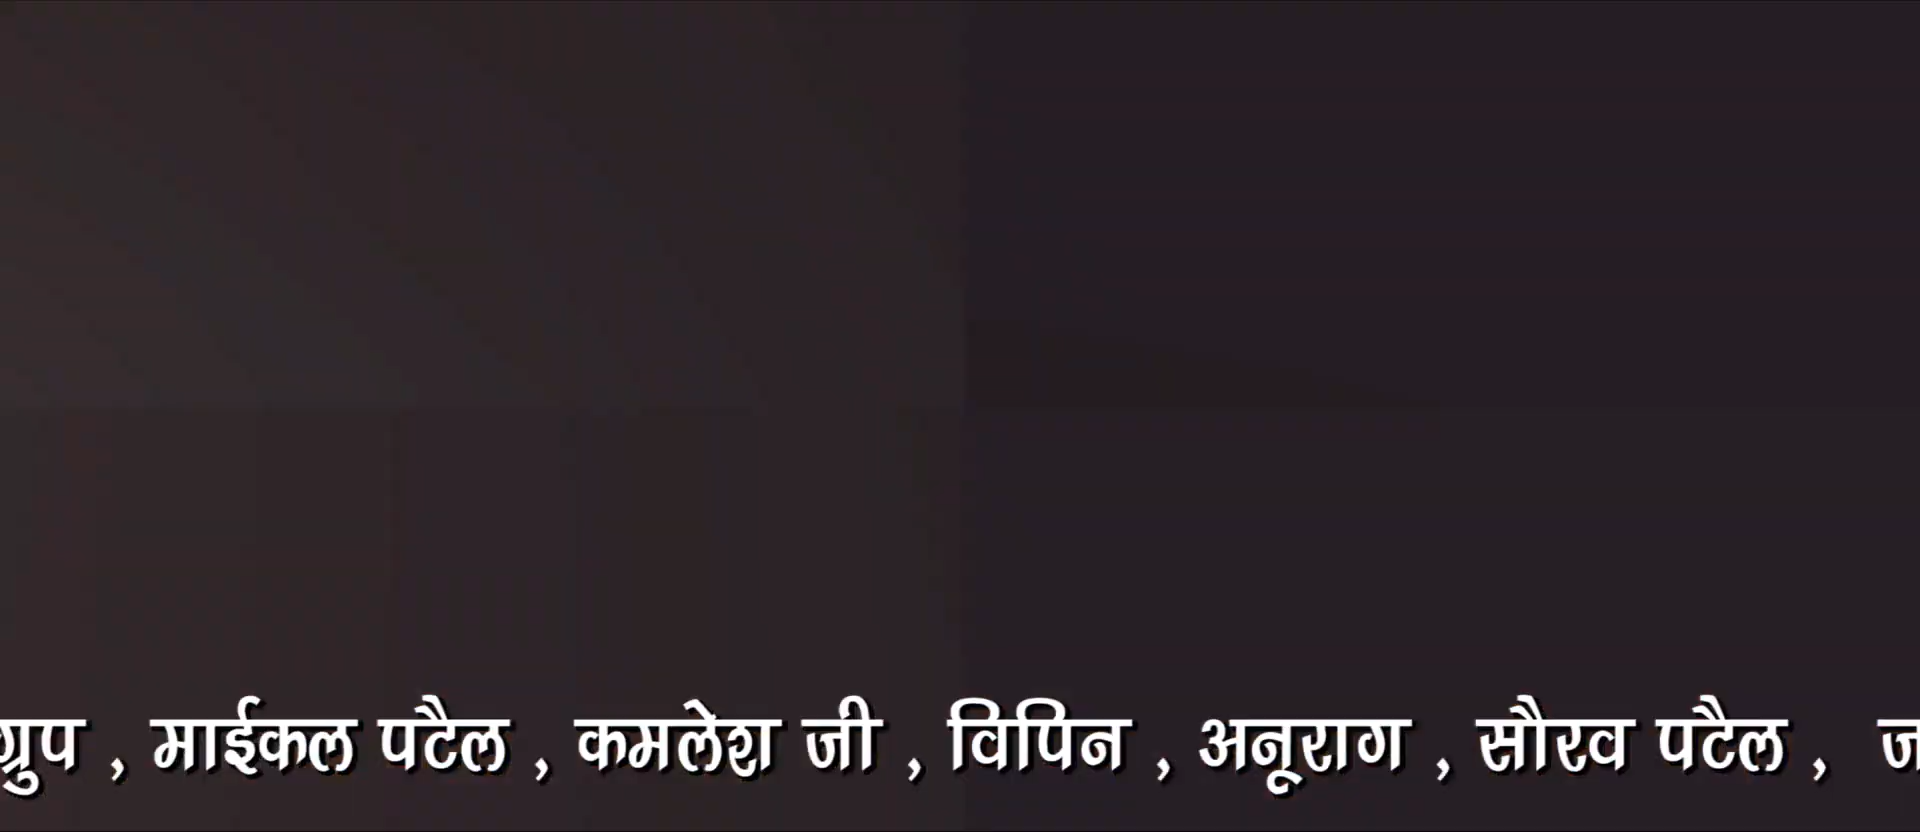 ग्रुप , माईकल पटैल , कमलेश जी , विपिन , अनूराग , सौरव पटैल ,